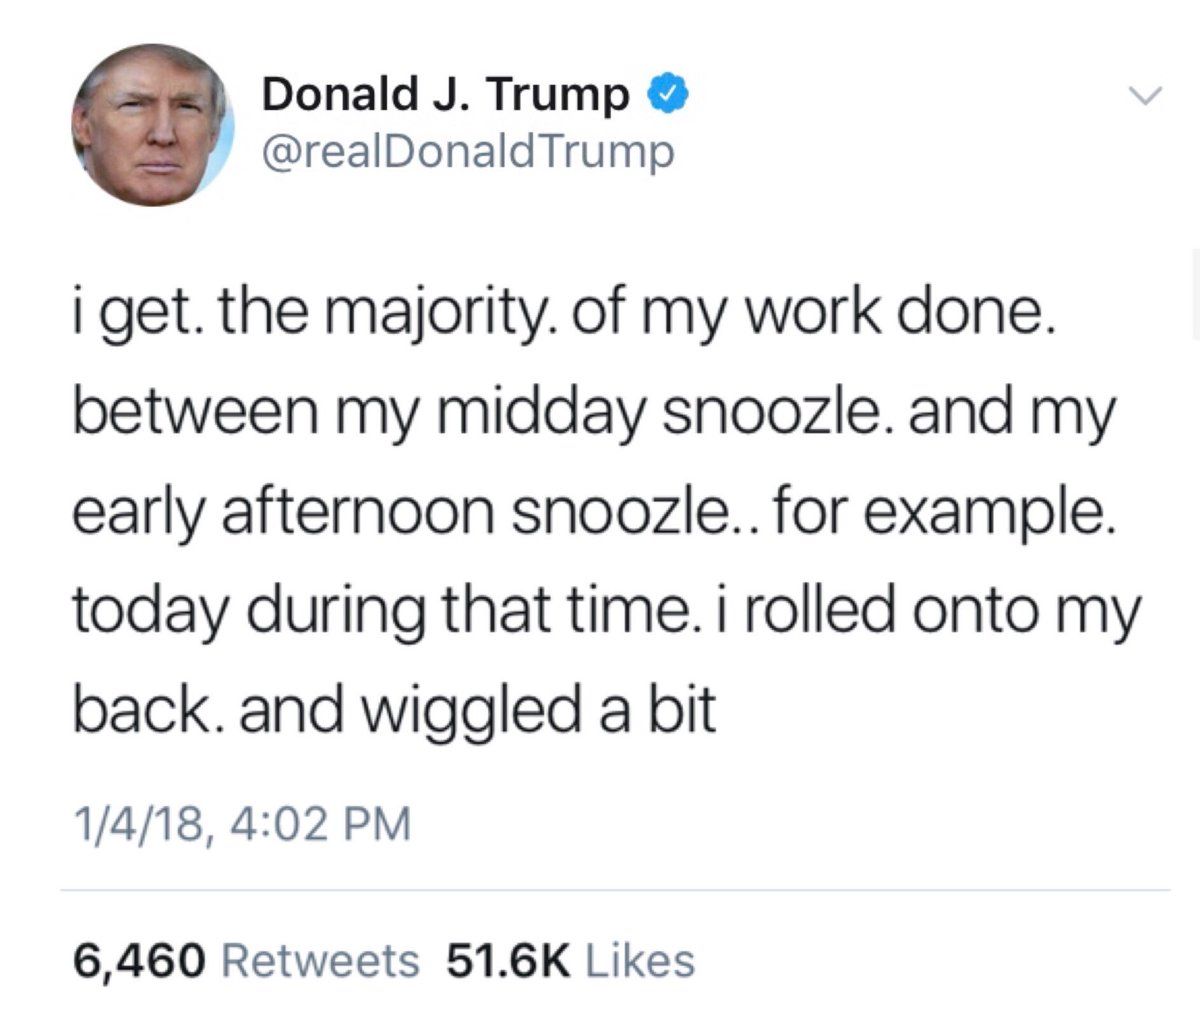 Donald J. Trump
@realDonaldTrump
i get. the majority. of my work done.
between my midday snoozle. and my
early afternoon snoozle.. for example.
today during that time. i rolled onto my
back. and wiggled a bit
1/4/18, 4:02 PM
6,460 Retweets 51.6K Likes